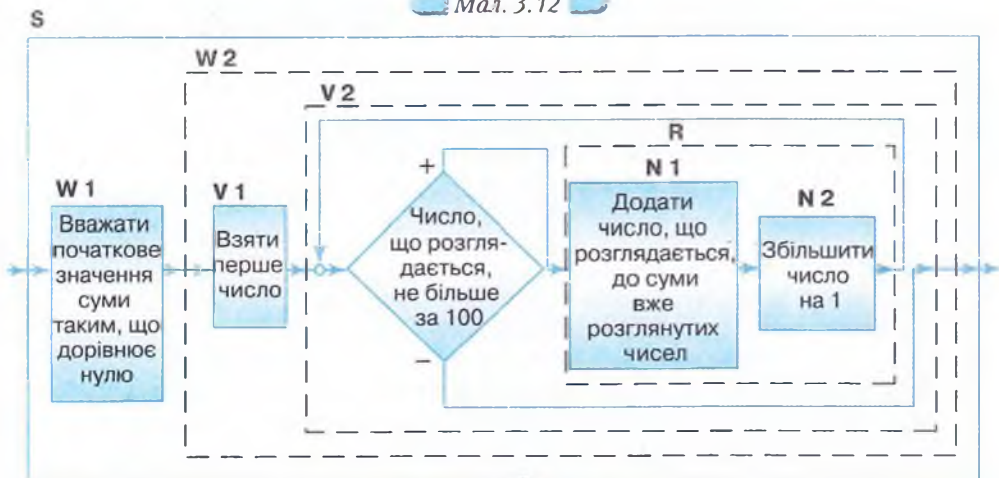 Мал. 3.12
S
W 2
V 2
R
W 1
Вважати
початкове
значення
суми
таким, що
дорівнює
нулю
V 1
Взяти
перше
число
+
Число,
що розгля-
дається,
не більше
за 100
–
N 1
Додати
число, що
розглядається,
до суми
вже
розглянутих
чисел
N 2
Збільшити
число
на 1